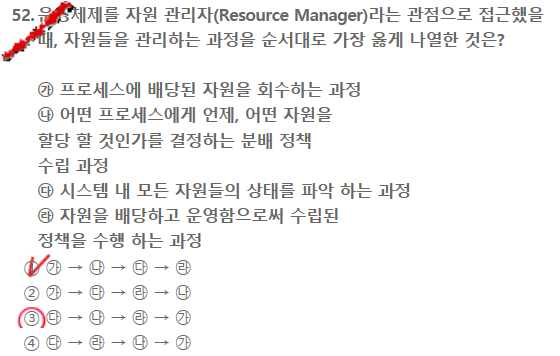 52. 운영체제를 자원 관리자(Resource Manager)라는 관점으로 접근했을
때, 자원들을 관리하는 과정을 순서대로 가장 옳게 나열한 것은?
㉮ 프로세스에 배당된 자원을 회수하는 과정
㉯ 어떤 프로세스에게 언제, 어떤 자원을
할당 할 것인가를 결정하는 분배 정책
수립 과정
㉰ 시스템 내 모든 자원들의 상태를 파악 하는 과정
㉱ 자원을 배당하고 운영함으로써 수립된
정책을 수행 하는 과정
① ㉮ → ㉯ → ㉰ → ㉱
② ㉮ → ㉰ → ㉱ → ㉯
③ ㉰ → ㉯ → ㉱ → ㉮
④ ㉰ → ㉱ → ㉯ → ㉮